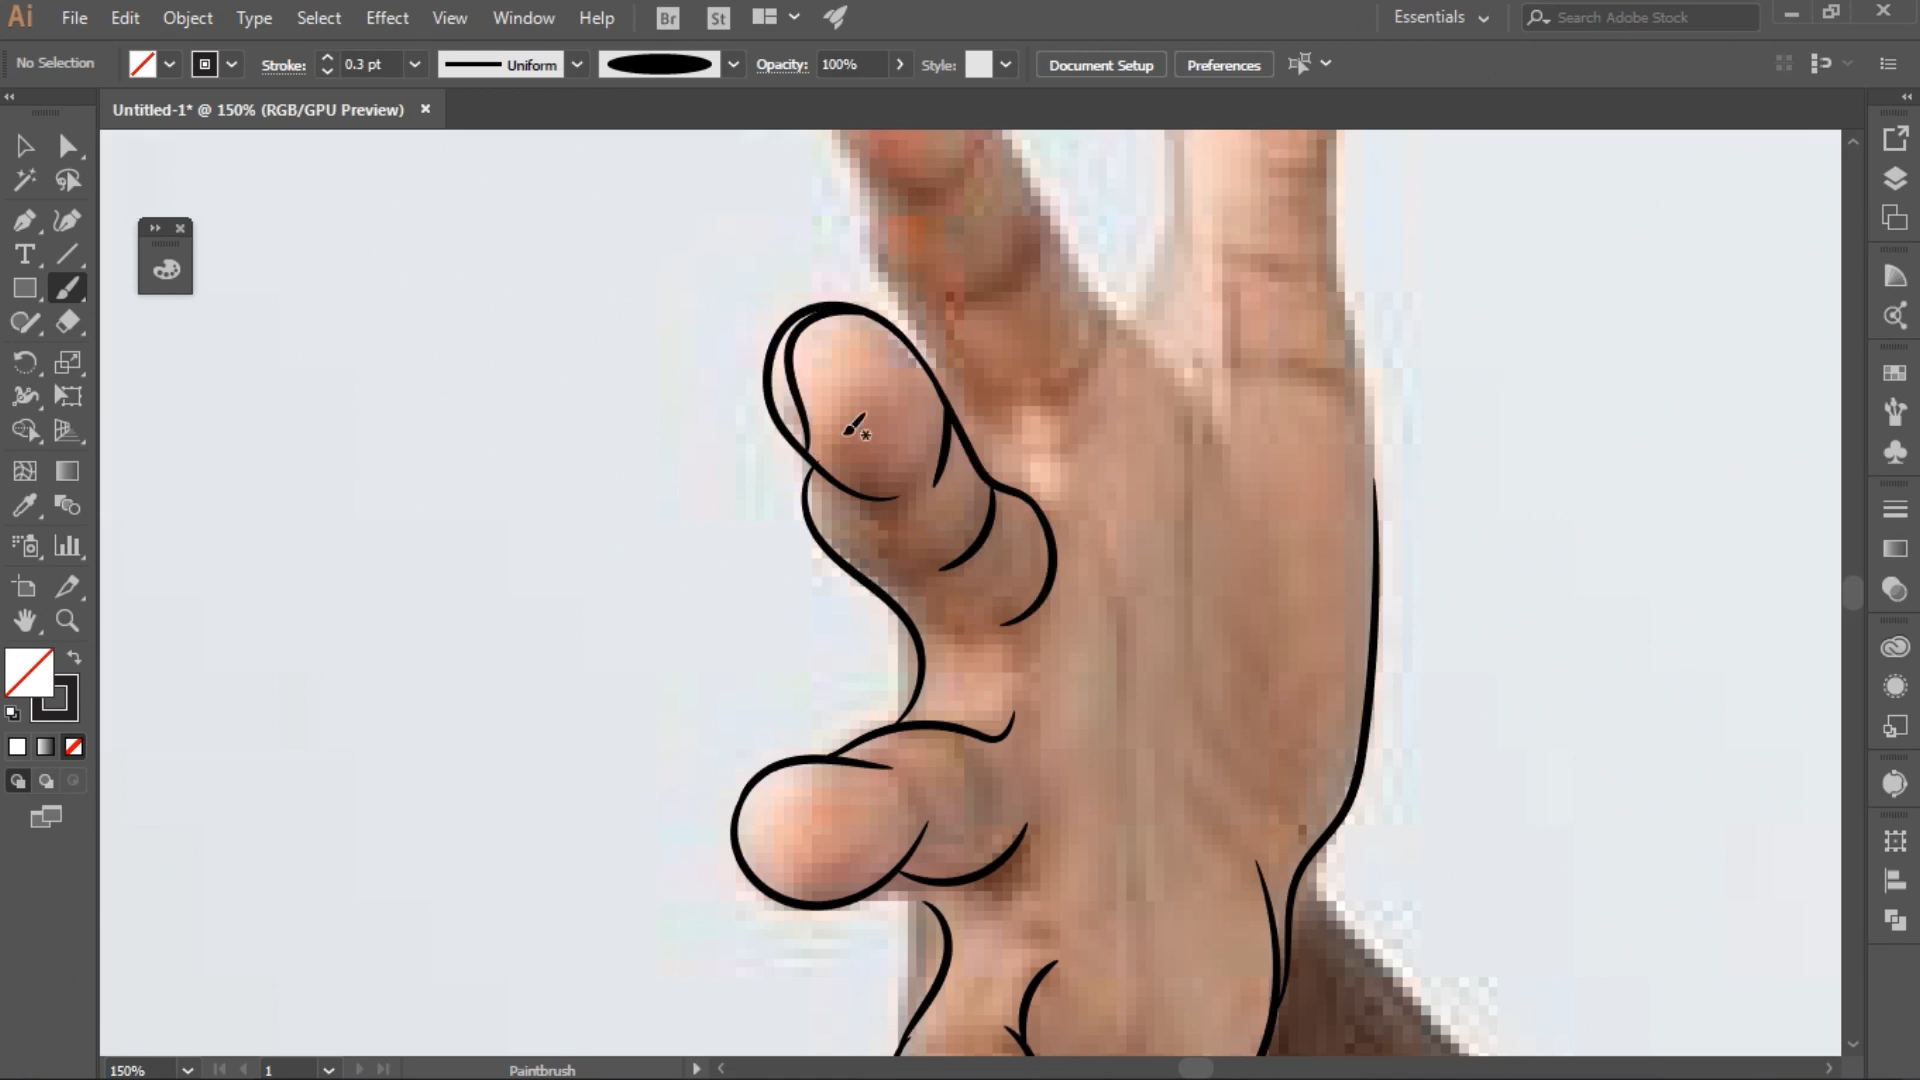 Ai File Edit Object Type Select Effect View Window Help Br St Essentials Search Adobe Stock
No Selection Stroke: 0.3 pt Uniform Opacity: 100% Style: Document Setup Preferences
Untitled-1* @ 150% (RGB/GPU Preview)
150% 1 Paintbrush